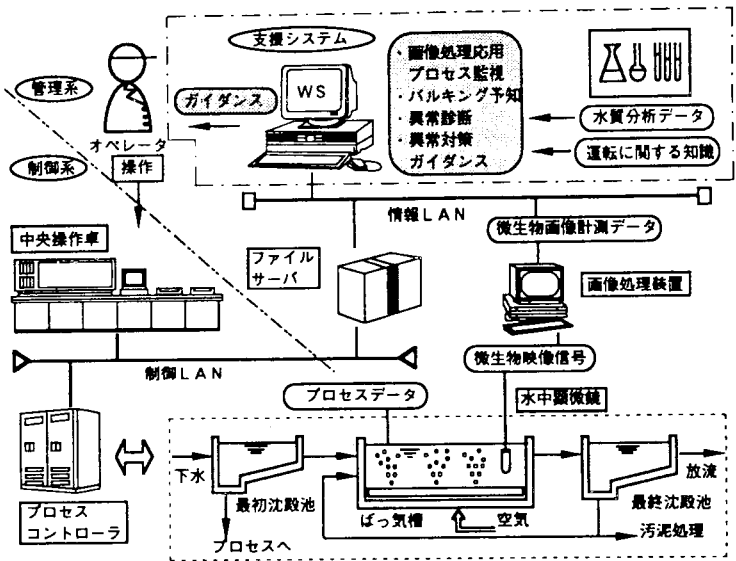 支援システム
管理系
ガイダンス
WS
・画像処理応用
プロセス監視
・バルキング予知
・異常診断
・異常対策
ガイダンス
水質分析データ
運転に関する知識
オペレータ
制御系
操作
情報LAN
中央操作卓
ファイル
サーバ
微生物画像計測データ
画像処理装置
制御LAN
微生物映像信号
プロセスデータ
水中顕微鏡
下水
最初沈殿池
プロセスへ
ばっ気槽
空気
最終沈殿池
放流
汚泥処理
プロセス
コントローラ